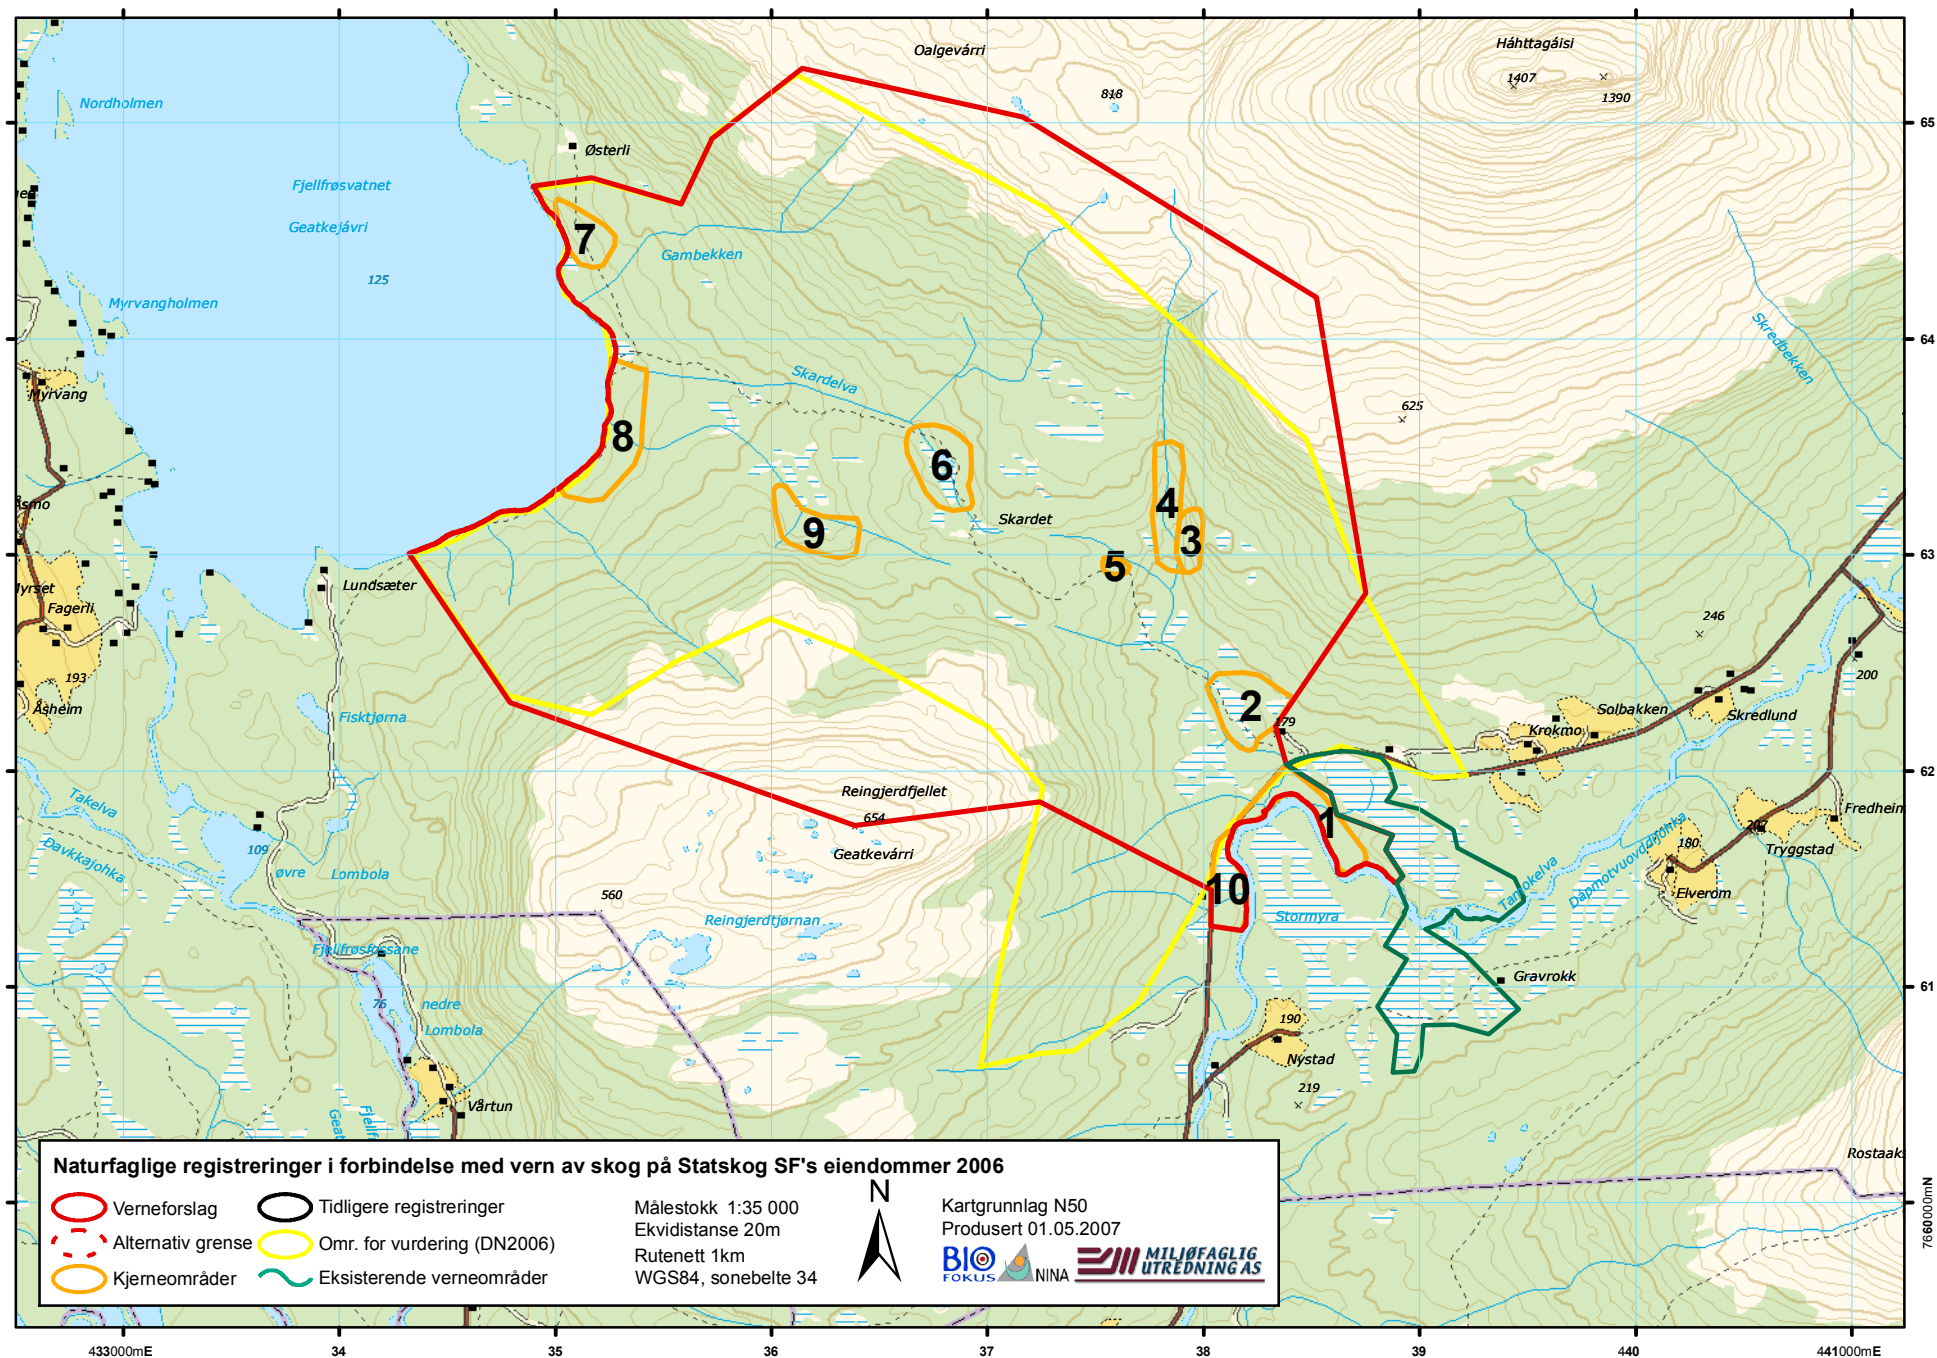 Oalgevárri
Háhttagáisi
1407
1390
818
Nordholmen
65
Østerli
Fjellfrøsvatnet
Geatkejávri
7
Gambekken
125
Myrvangholmen
Skredbekken
64
Skardelva
Myrvang
625
8
6
4
9
Skardet
3
5
63
Lundsæter
Fagerli
246
193
Åsheim
Fisktjørna
2
179
200
Solbakken
Skredlund
Krokmo
62
Takelva
Reingjerdfjellet
654
Geatkevárri
1
Fredheim
207
Tryggstad
180
Davkkajohka
109
øvre
Lombola
560
10
Tamokelva
Dápmotvuovddijohka
Elverom
Reingjerdtjørnan
Stormyra
Fjellfrøsfossane
Gravrokk
61
76
nedre
Lombola
190
Nystad
219
Vårtun
Rostaaks
Naturfaglige registreringer i forbindelse med vern av skog på Statskog SF's eiendommer 2006
Verneforslag
Tidligere registreringer
Målestokk 1:35 000
N
Kartgrunnlag N50
Alternativ grense
Omr. for vurdering (DN2006)
Ekvidistanse 20m
Produsert 01.05.2007
Kjerneområder
Eksisterende verneområder
Rutenett 1km
WGS84, sonebelte 34
BIO
FOKUS
NINA
MILJØFAGLIG
UTREDNING AS
7660000mN
433000mE
34
35
36
37
38
39
440
441000mE